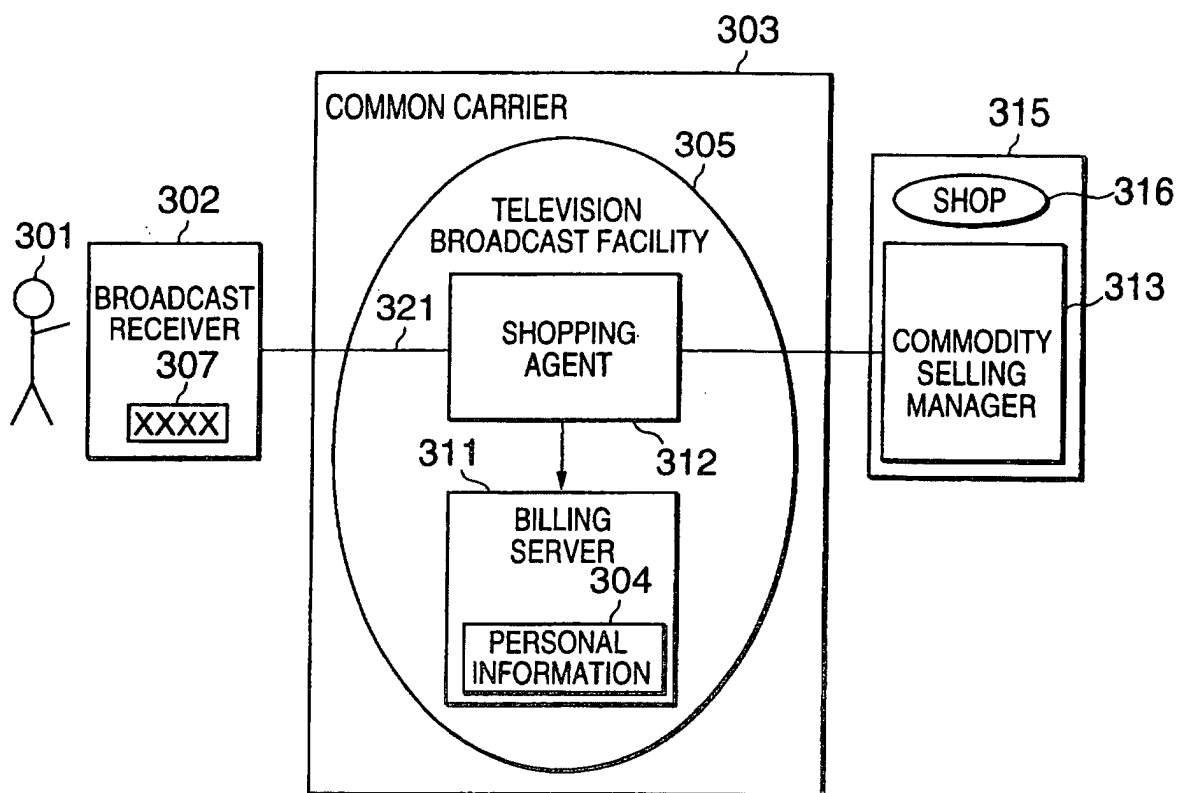 303
COMMON CARRIER
315
305
SHOP
316
TELEVISION
BROADCAST FACILITY
302
301
BROADCAST
RECEIVER
307
XXXX
321
SHOPPING
AGENT
313
COMMODITY
SELLING
MANAGER
311
312
BILLING
SERVER
304
PERSONAL
INFORMATION